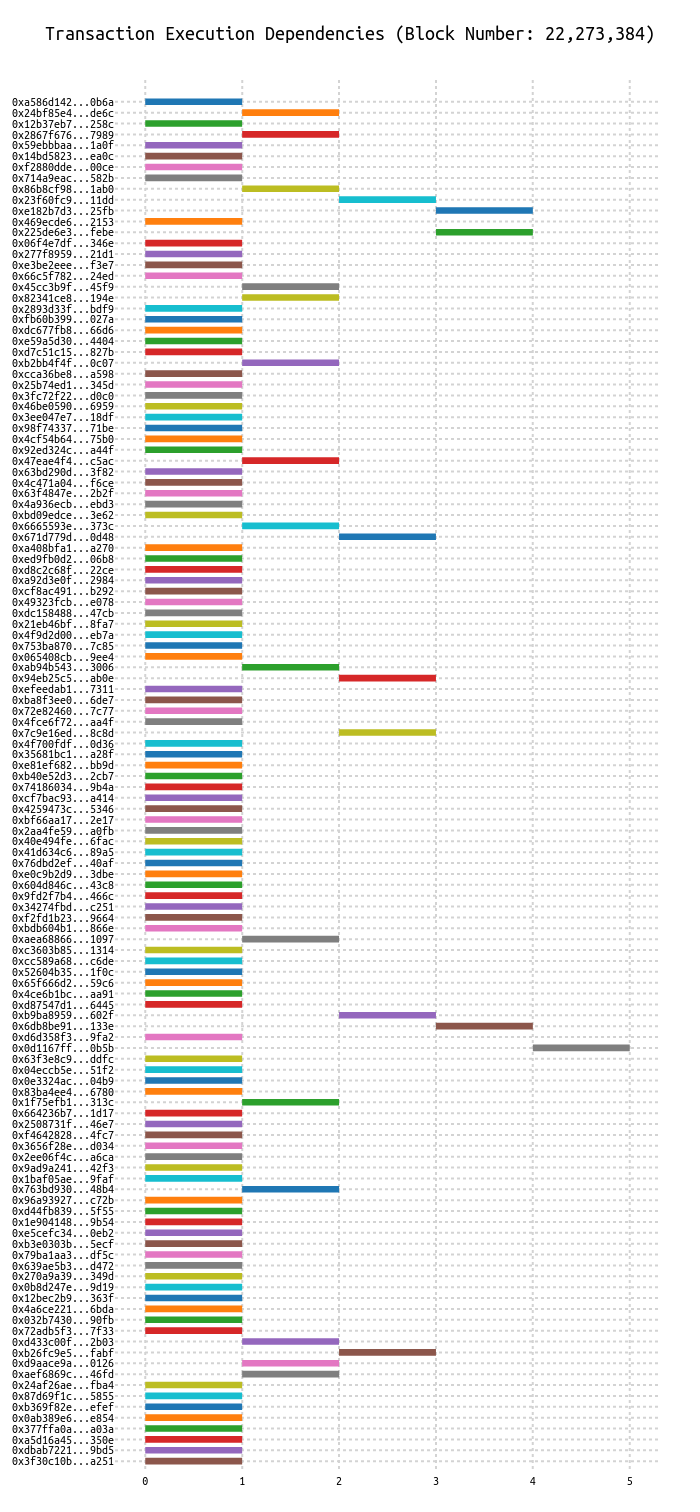 Transaction Execution Dependencies (Block Number: 22,273,384)
0xa586d142...0b6a
0x24bf85e4...de6c
0x12b37eb7...258c
0x2867f676...7989
0x59ebbbaa...1a0f
0x14bd5823...ea0c
0xf2880dde...00ce
0x714a9eac...582b
0x86b8cf98...1ab0
0x23f60fc9...11dd
0xe182b7d3...25fb
0x469ecde6...2153
0x225de6e3...febe
0x06f4e7df...346e
0x277f8959...21d1
0xe3be2eee...f3e7
0x66c5f782...24ed
0x45cc3b9f...45f9
0x82341ce8...194e
0x2893d33f...bdf9
0xfb60b399...027a
0xdc677fb8...66d6
0xe59a5d30...4404
0xd7c51c15...827b
0xb2bb4f4f...0c07
0xcca36be8...a598
0x25b74ed1...345d
0x3fc72f22...d0c0
0x46be0590...6959
0x3ee047e7...18df
0x98f74337...71be
0x4cf54b64...75b0
0x92ed324c...a44f
0x47eae4f4...c5ac
0x63bd290d...3f82
0x4c471a04...f6ce
0x63f4847e...2b2f
0x4a936ecb...ebd3
0xbd09edce...3e62
0x6665593e...373c
0x671d779d...0d48
0xa408bfa1...a270
0xed9fb0d2...06b8
0xd8c2c68f...22ce
0xa92d3e0f...2984
0xcf8ac491...b292
0x49323fcb...e078
0xdc158488...47cb
0x21eb46bf...8fa7
0x4f9d2d00...eb7a
0x753ba870...7c85
0x065408cb...9ee4
0xab94b543...3006
0x94eb25c5...ab0e
0xefeedab1...7311
0xba8f3ee0...6de7
0x72e82460...7c77
0x4fce6f72...aa4f
0x7c9e16ed...8c8d
0x4f700fdf...0d36
0x35681bc1...a28f
0xe81ef682...bb9d
0xb40e52d3...2cb7
0x74186034...9b4a
0xcf7bac93...a414
0x4259473c...5346
0xbf66aa17...2e17
0x2aa4fe59...a0fb
0x40e494fe...6fac
0x41d634c6...89a5
0x76dbd2ef...40af
0xe0c9b2d9...3dbe
0x604d846c...43c8
0x9fd2f7b4...466c
0x34274fbd...c251
0xf2fd1b23...9664
0xbdb604b1...866e
0xaea68866...1097
0xc3603b85...1314
0xcc589a68...c6de
0x52604b35...1f0c
0x65f666d2...59c6
0x4ce6b1bc...aa91
0xd87547d1...6445
0xb9ba8959...602f
0x6db8be91...133e
0xd6d358f3...9fa2
0x0d1167ff...0b5b
0x63f3e8c9...ddfc
0x04eccb5e...51f2
0x0e3324ac...04b9
0x83ba4ee4...6780
0x1f75efb1...313c
0x664236b7...1d17
0x2508731f...46e7
0xf4642828...4fc7
0x3656f28e...d034
0x2ee06f4c...a6ca
0x9ad9a241...42f3
0x1baf05ae...9faf
0x763bd930...48b4
0x96a93927...c72b
0xd44fb839...5f55
0x1e904148...9b54
0xe5cefc34...0eb2
0xb3e0303b...5ecf
0x79ba1aa3...df5c
0x639ae5b3...d472
0x270a9a39...349d
0x0b8d247e...9d19
0x12bec2b9...363f
0x4a6ce221...6bda
0x032b7430...90fb
0x72adb5f3...7f33
0xd433c00f...2b03
0xb26fc9e5...fabf
0xd9aace9a...0126
0xaef6869c...46fd
0x24af26ae...fba4
0x87d69f1c...5855
0xb369f82e...efef
0x0ab389e6...e854
0x377ffa0a...a03a
0xa5d16a45...350e
0xdbab7221...9bd5
0x3f30c10b...a251
0 1 2 3 4 5